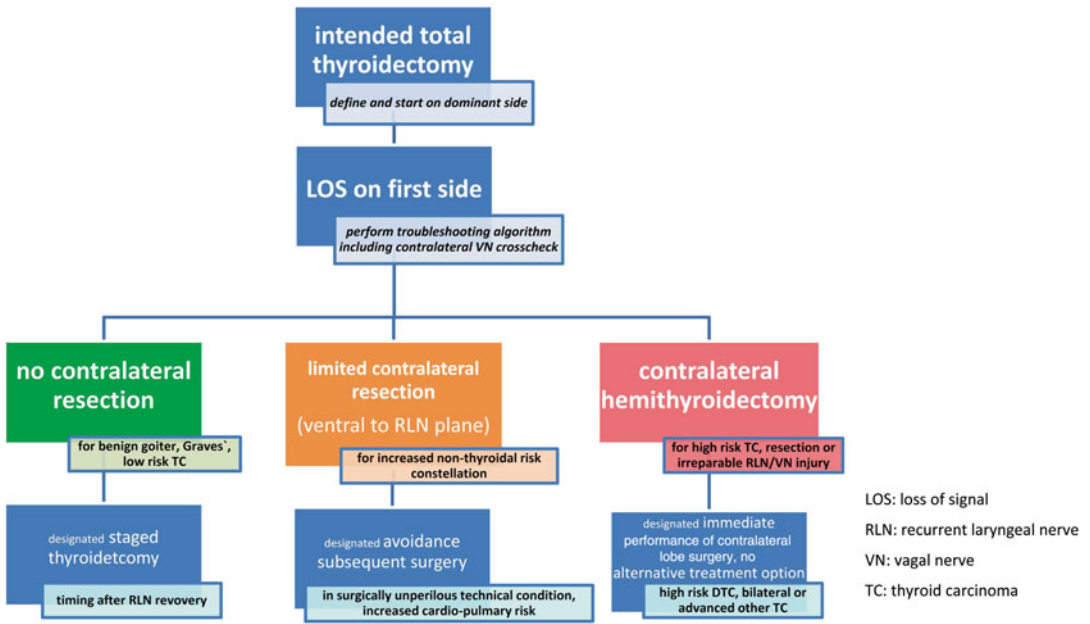 intended total
thyroidectomy
define and start on dominant side
LOS on first side
perform troubleshooting algorithm
including contralateral VN crosscheck
no contralateral
resection
for benign goiter, Graves`,
low risk TC
designated staged
thyroidetcomy
timing after RLN revovery
limited contralateral
resection
(ventral to RLN plane)
for increased non-thyroidal risk
constellation
designated avoidance
subsequent surgery
in surgically unperilous technical condition,
increased cardio-pulmary risk
contralateral
hemithyroidectomy
for high risk TC, resection or
irreparable RLN/VN injury
designated immediate
performance of contralateral
lobe surgery, no
alternative treatment option
high risk DTC, bilateral or
advanced other TC
LOS: loss of signal
RLN: recurrent laryngeal nerve
VN: vagal nerve
TC: thyroid carcinoma